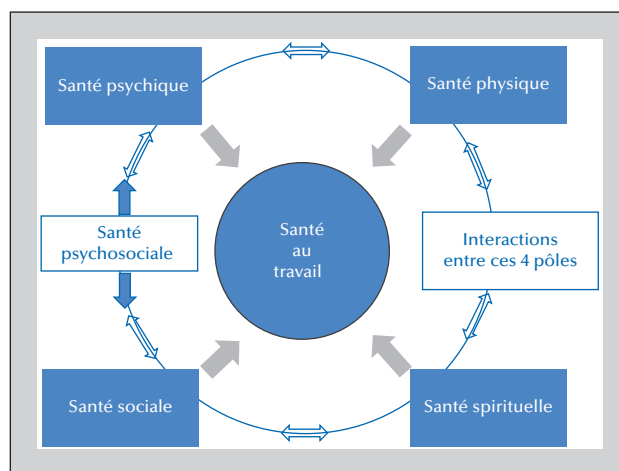 Santé psychique
Santé physique
Santé
psychosociale
Santé
au
travail
Interactions
entre ces 4 pôles
Santé sociale
Santé spirituelle